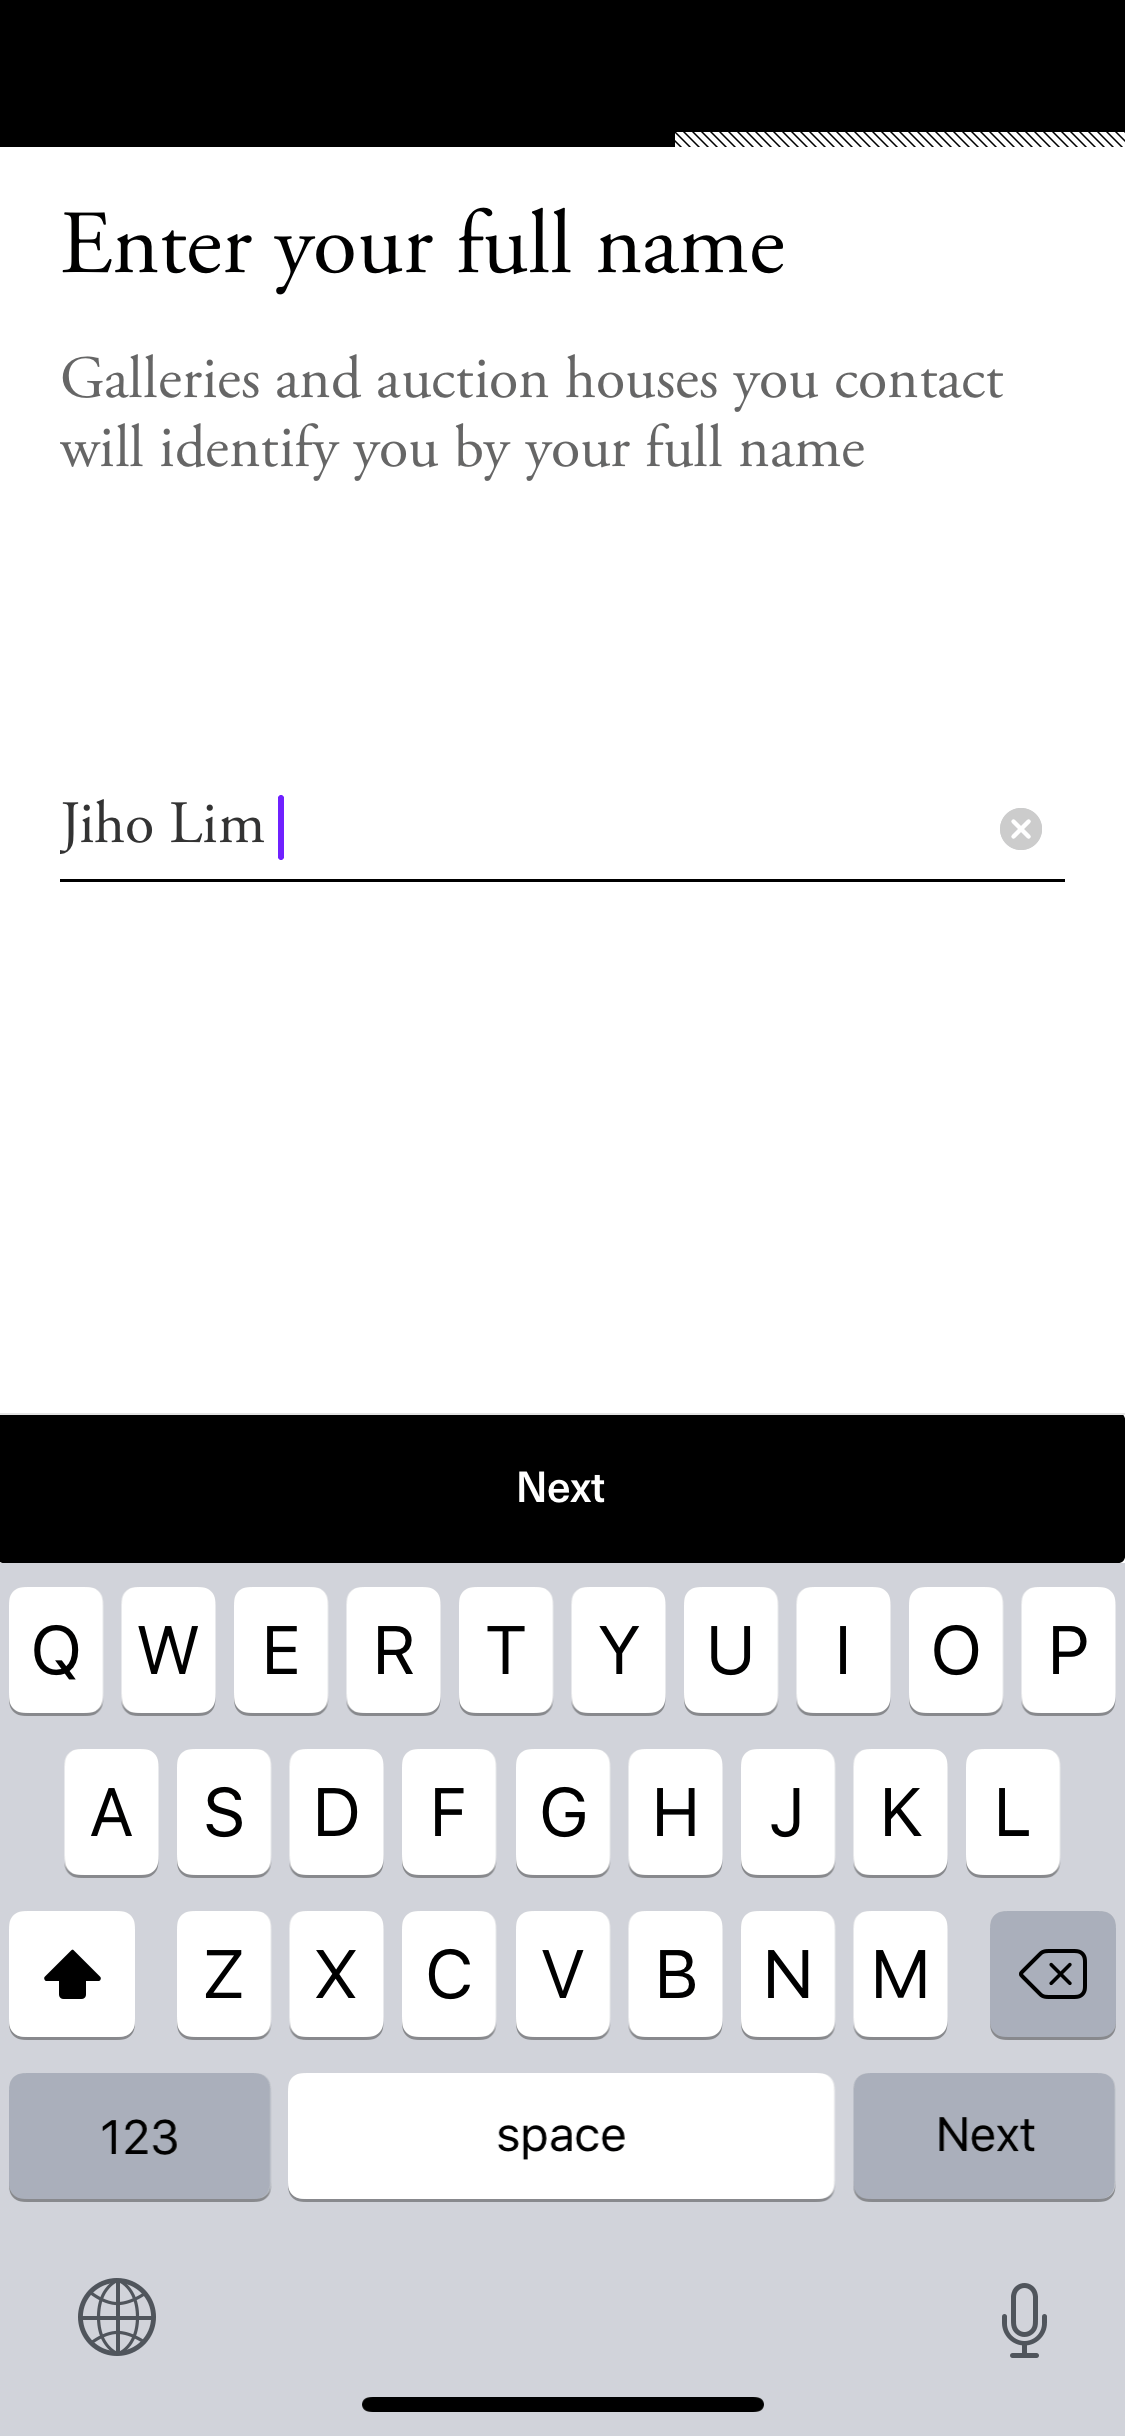 Enter your full name
Galleries and auction houses you contact
will identify you by your full name
Jiho Lim
Next
Q W E R T Y U I O P
A S D F G H J K L
Z X C V B N M
123 space Next